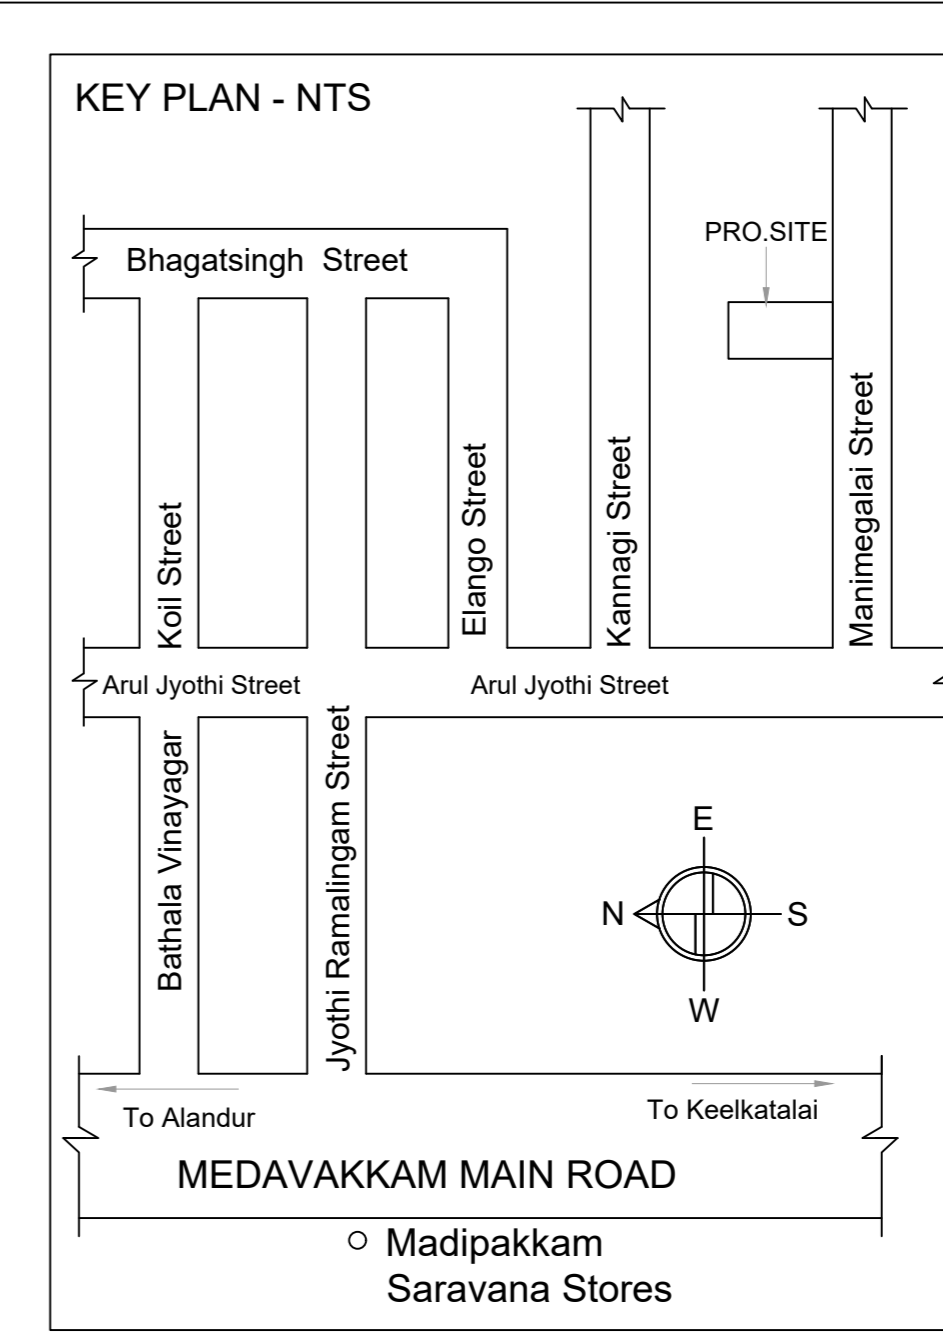 KEY PLAN - NTS
PRO.SITE
Bhagatsingh Street
Koil Street
Elango Street
Kannagi Street
Manimegalai Street
Arul Jyothi Street
Arul Jyothi Street
Bathala Vinayagar
Jyothi Ramalingam Street
E
N
S
W
To Alandur
To Keelkatalai
MEDAVAKKAM MAIN ROAD
Madipakkam
Saravana Stores